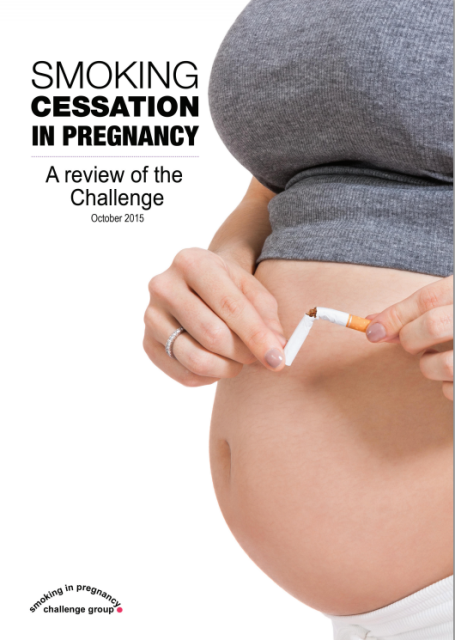 SMOKING
CESSATION
IN PREGNANCY
A review of the
Challenge
October 2015
smoking in pregnancy
challenge group